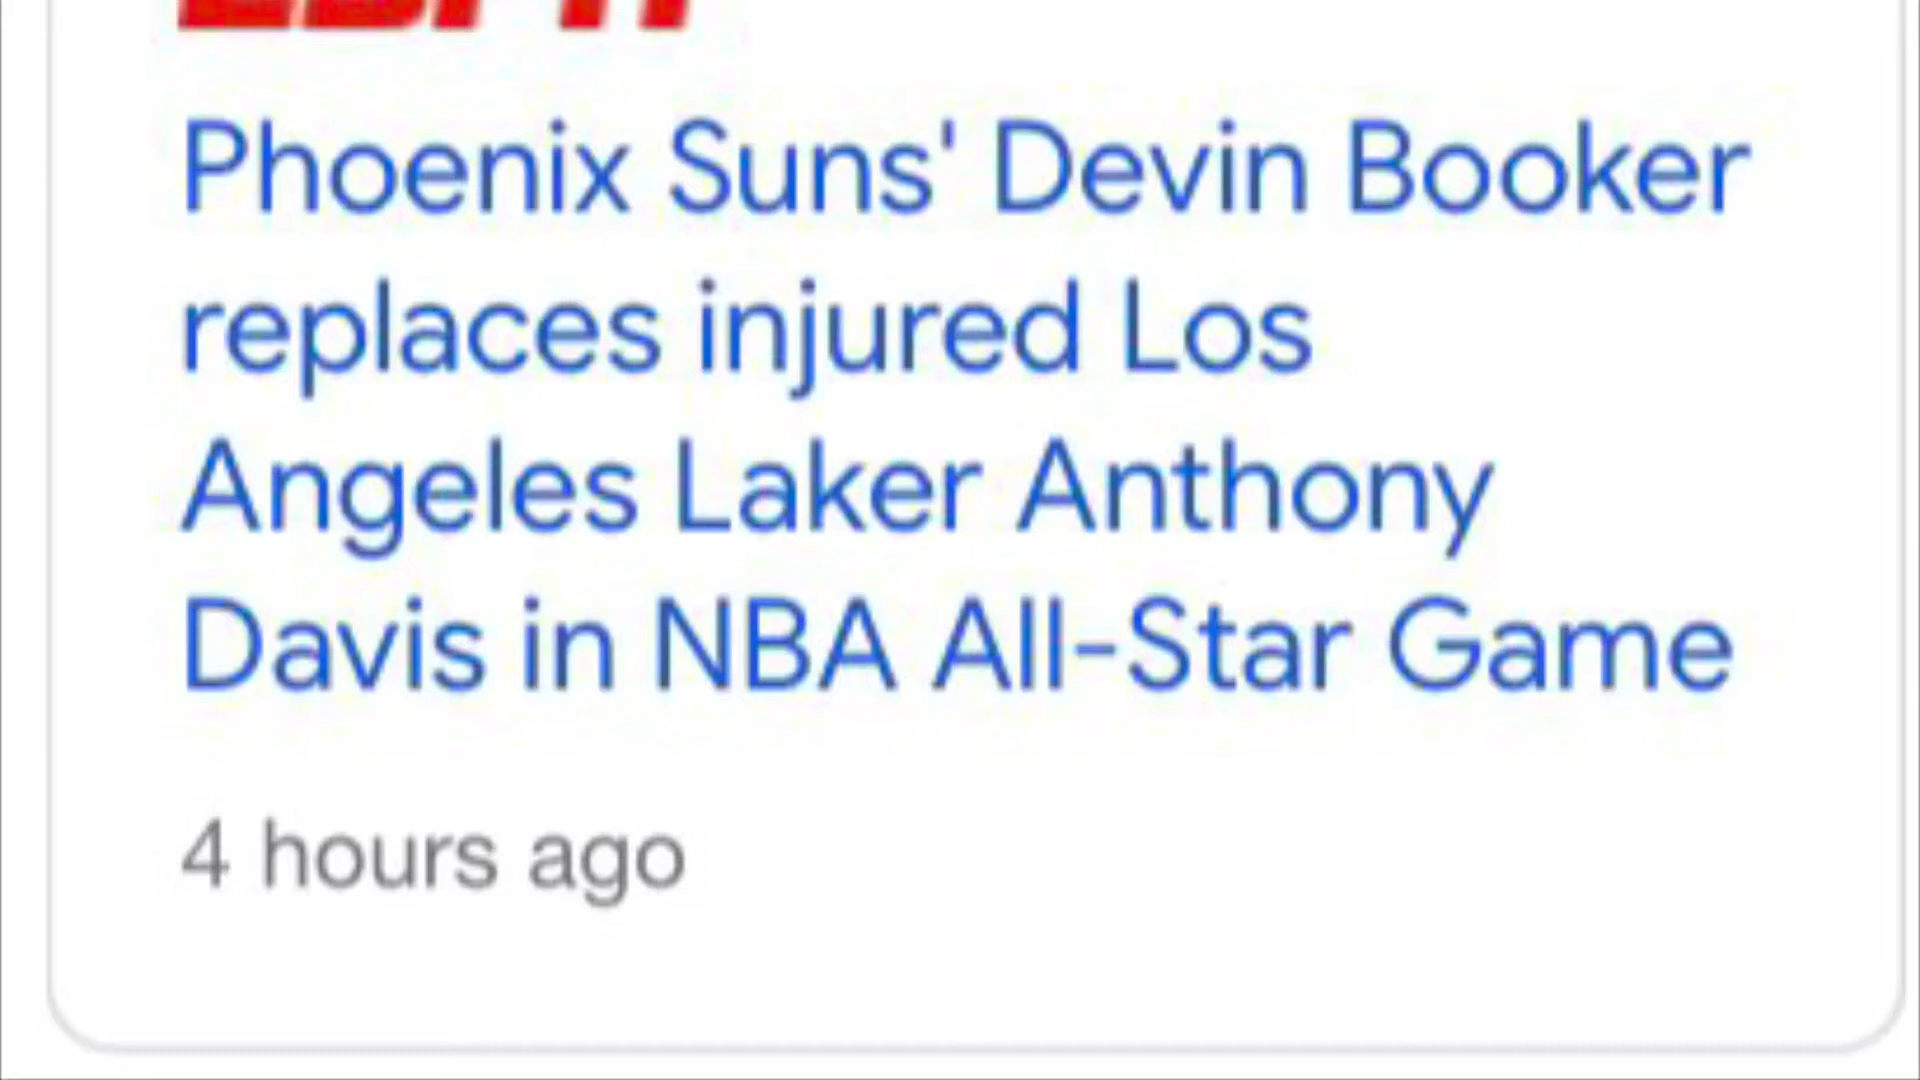 ESPN
Phoenix Suns' Devin Booker
replaces injured Los
Angeles Laker Anthony
Davis in NBA All-Star Game
4 hours ago